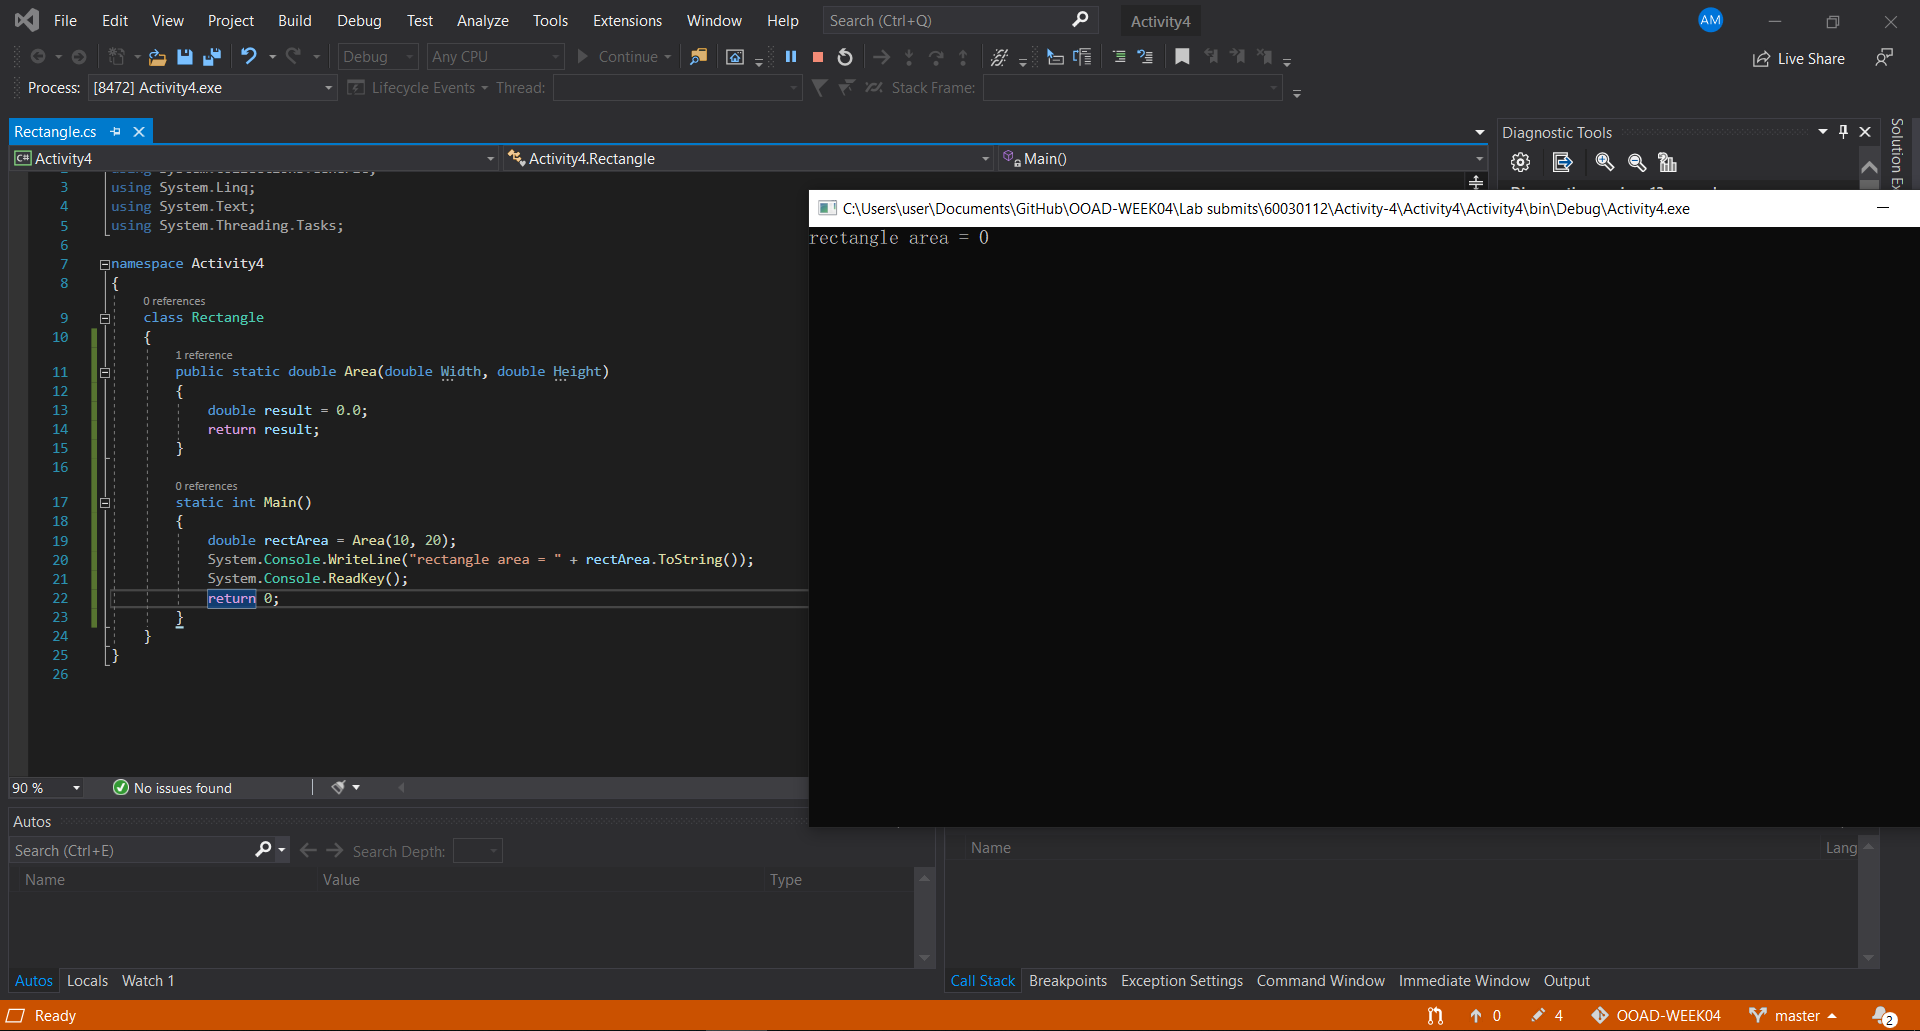 File Edit View Project Build Debug Test Analyze Tools Extensions Window Help Search (Ctrl+Q) Activity4 AM
Debug Any CPU Continue Live Share
Process: [8472] Activity4.exe Lifecycle Events Thread: Stack Frame:
Rectangle.cs
Diagnostic Tools
Solution Ex
C# Activity4 Activity4.Rectangle Main()
3 using System.Linq;
4 using System.Text;
5 using System.Threading.Tasks;
6
7 namespace Activity4
8 {
0 references
9 class Rectangle
10 {
1 reference
11 public static double Area(double Width, double Height)
12 {
13 double result = 0.0;
14 return result;
15 }
16
0 references
17 static int Main()
18 {
19 double rectArea = Area(10, 20);
20 System.Console.WriteLine("rectangle area = " + rectArea.ToString());
21 System.Console.ReadKey();
22 return 0;
23 }
24 }
25 }
26
C:\Users\user\Documents\GitHub\OOAD-WEEK04\Lab submits\60030112\Activity-4\Activity4\Activity4\bin\Debug\Activity4.exe
rectangle area = 0
90 % No issues found
Autos
Search (Ctrl+E) Search Depth:
Name Value Type
Name Lang
Autos Locals Watch 1
Call Stack Breakpoints Exception Settings Command Window Immediate Window Output
Ready 0 4 OOAD-WEEK04 master 2